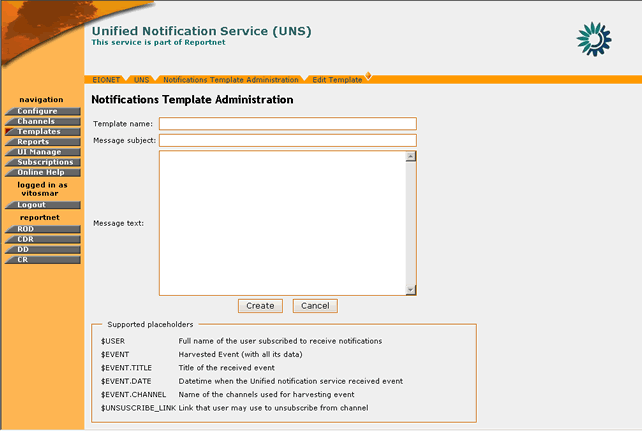 Unified Notification Service (UNS)
This service is part of Reportnet
EIONET UNS Notifications Template Administration Edit Template
navigation
Configure
Channels
Templates
Reports
UI Manage
Subscriptions
Online Help
logged in as
vitosmar
Logout
reportnet
ROD
CDR
DD
CR
Notifications Template Administration
Template name:
Message subject:
Message text:
Create Cancel
Supported placeholders
$USER Full name of the user subscribed to receive notifications
$EVENT Harvested Event (with all its data)
$EVENT.TITLE Title of the received event
$EVENT.DATE Datetime when the Unified notification service received event
$EVENT.CHANNEL Name of the channels used for harvesting event
$UNSUSCRIBE_LINK Link that user may use to unsubscribe from channel